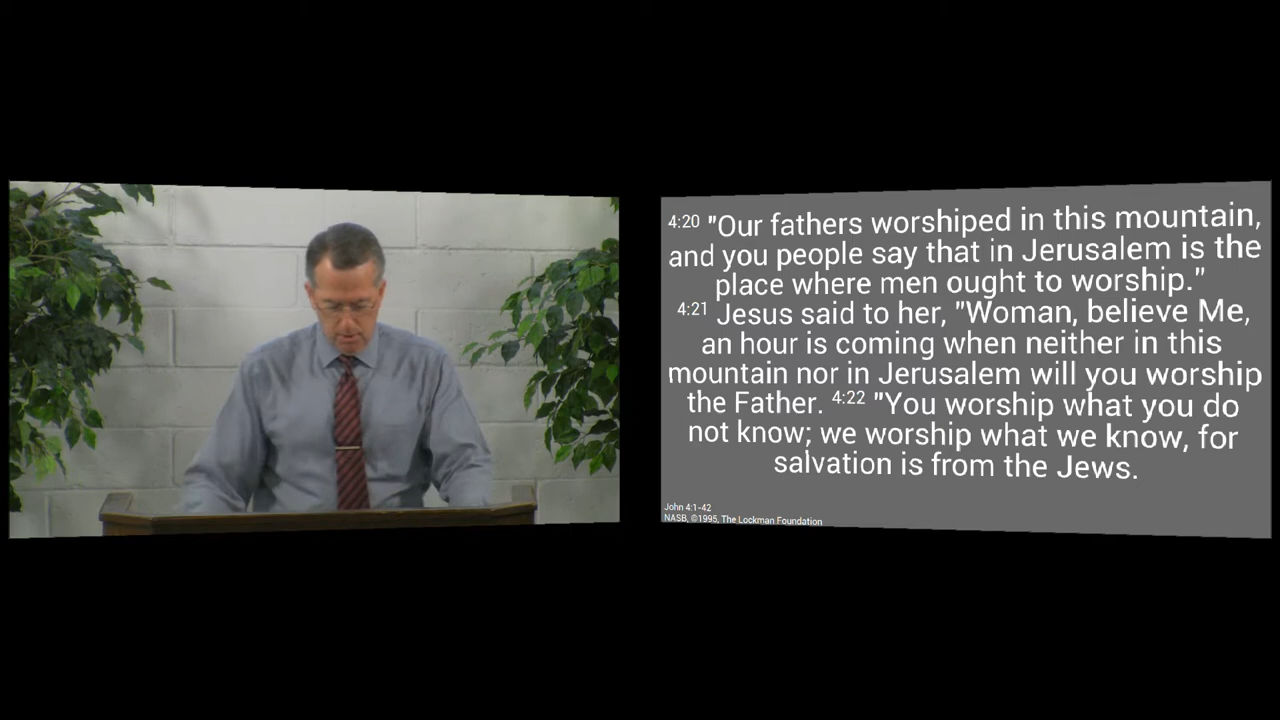 4:20 "Our fathers worshiped in this mountain,
and you people say that in Jerusalem is the
place where men ought to worship."
4:21 Jesus said to her, "Woman, believe Me,
an hour is coming when neither in this
mountain nor in Jerusalem will you worship
the Father. 4:22 "You worship what you do
not know; we worship what we know, for
salvation is from the Jews.
John 4:1-42
NASB, ©1995, The Lockman Foundation